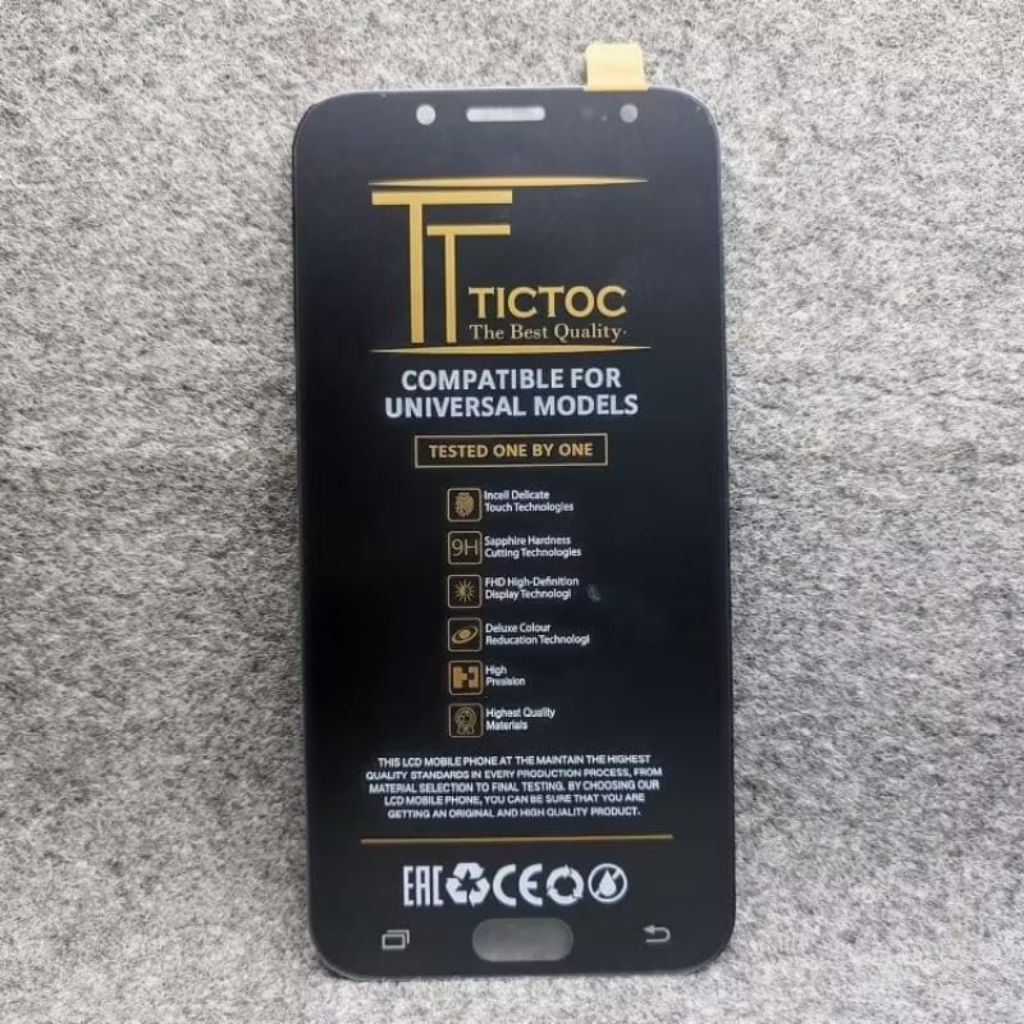 TT
TICTOC
The Best Quality
COMPATIBLE FOR
UNIVERSAL MODELS
TESTED ONE BY ONE
Incell Delicate
Touch Technologies
9H
Sapphire Hardness
Cutting Technologies
FHD High-Definition
Display Technologi
Deluxe Colour
Reducation Technologi
High
Presision
Highest Quality
Materials
THIS LCD MOBILE PHONE AT THE MAINTAIN THE HIGHEST
QUALITY STANDARDS IN EVERY PRODUCTION PROCESS, FROM
MATERIAL SELECTION TO FINAL TESTING. BY CHOOSING OUR
LCD MOBILE PHONE, YOU CAN BE SURE THAT YOU ARE
GETTING AN ORIGINAL AND HIGH QUALITY PRODUCT.
EAC CE